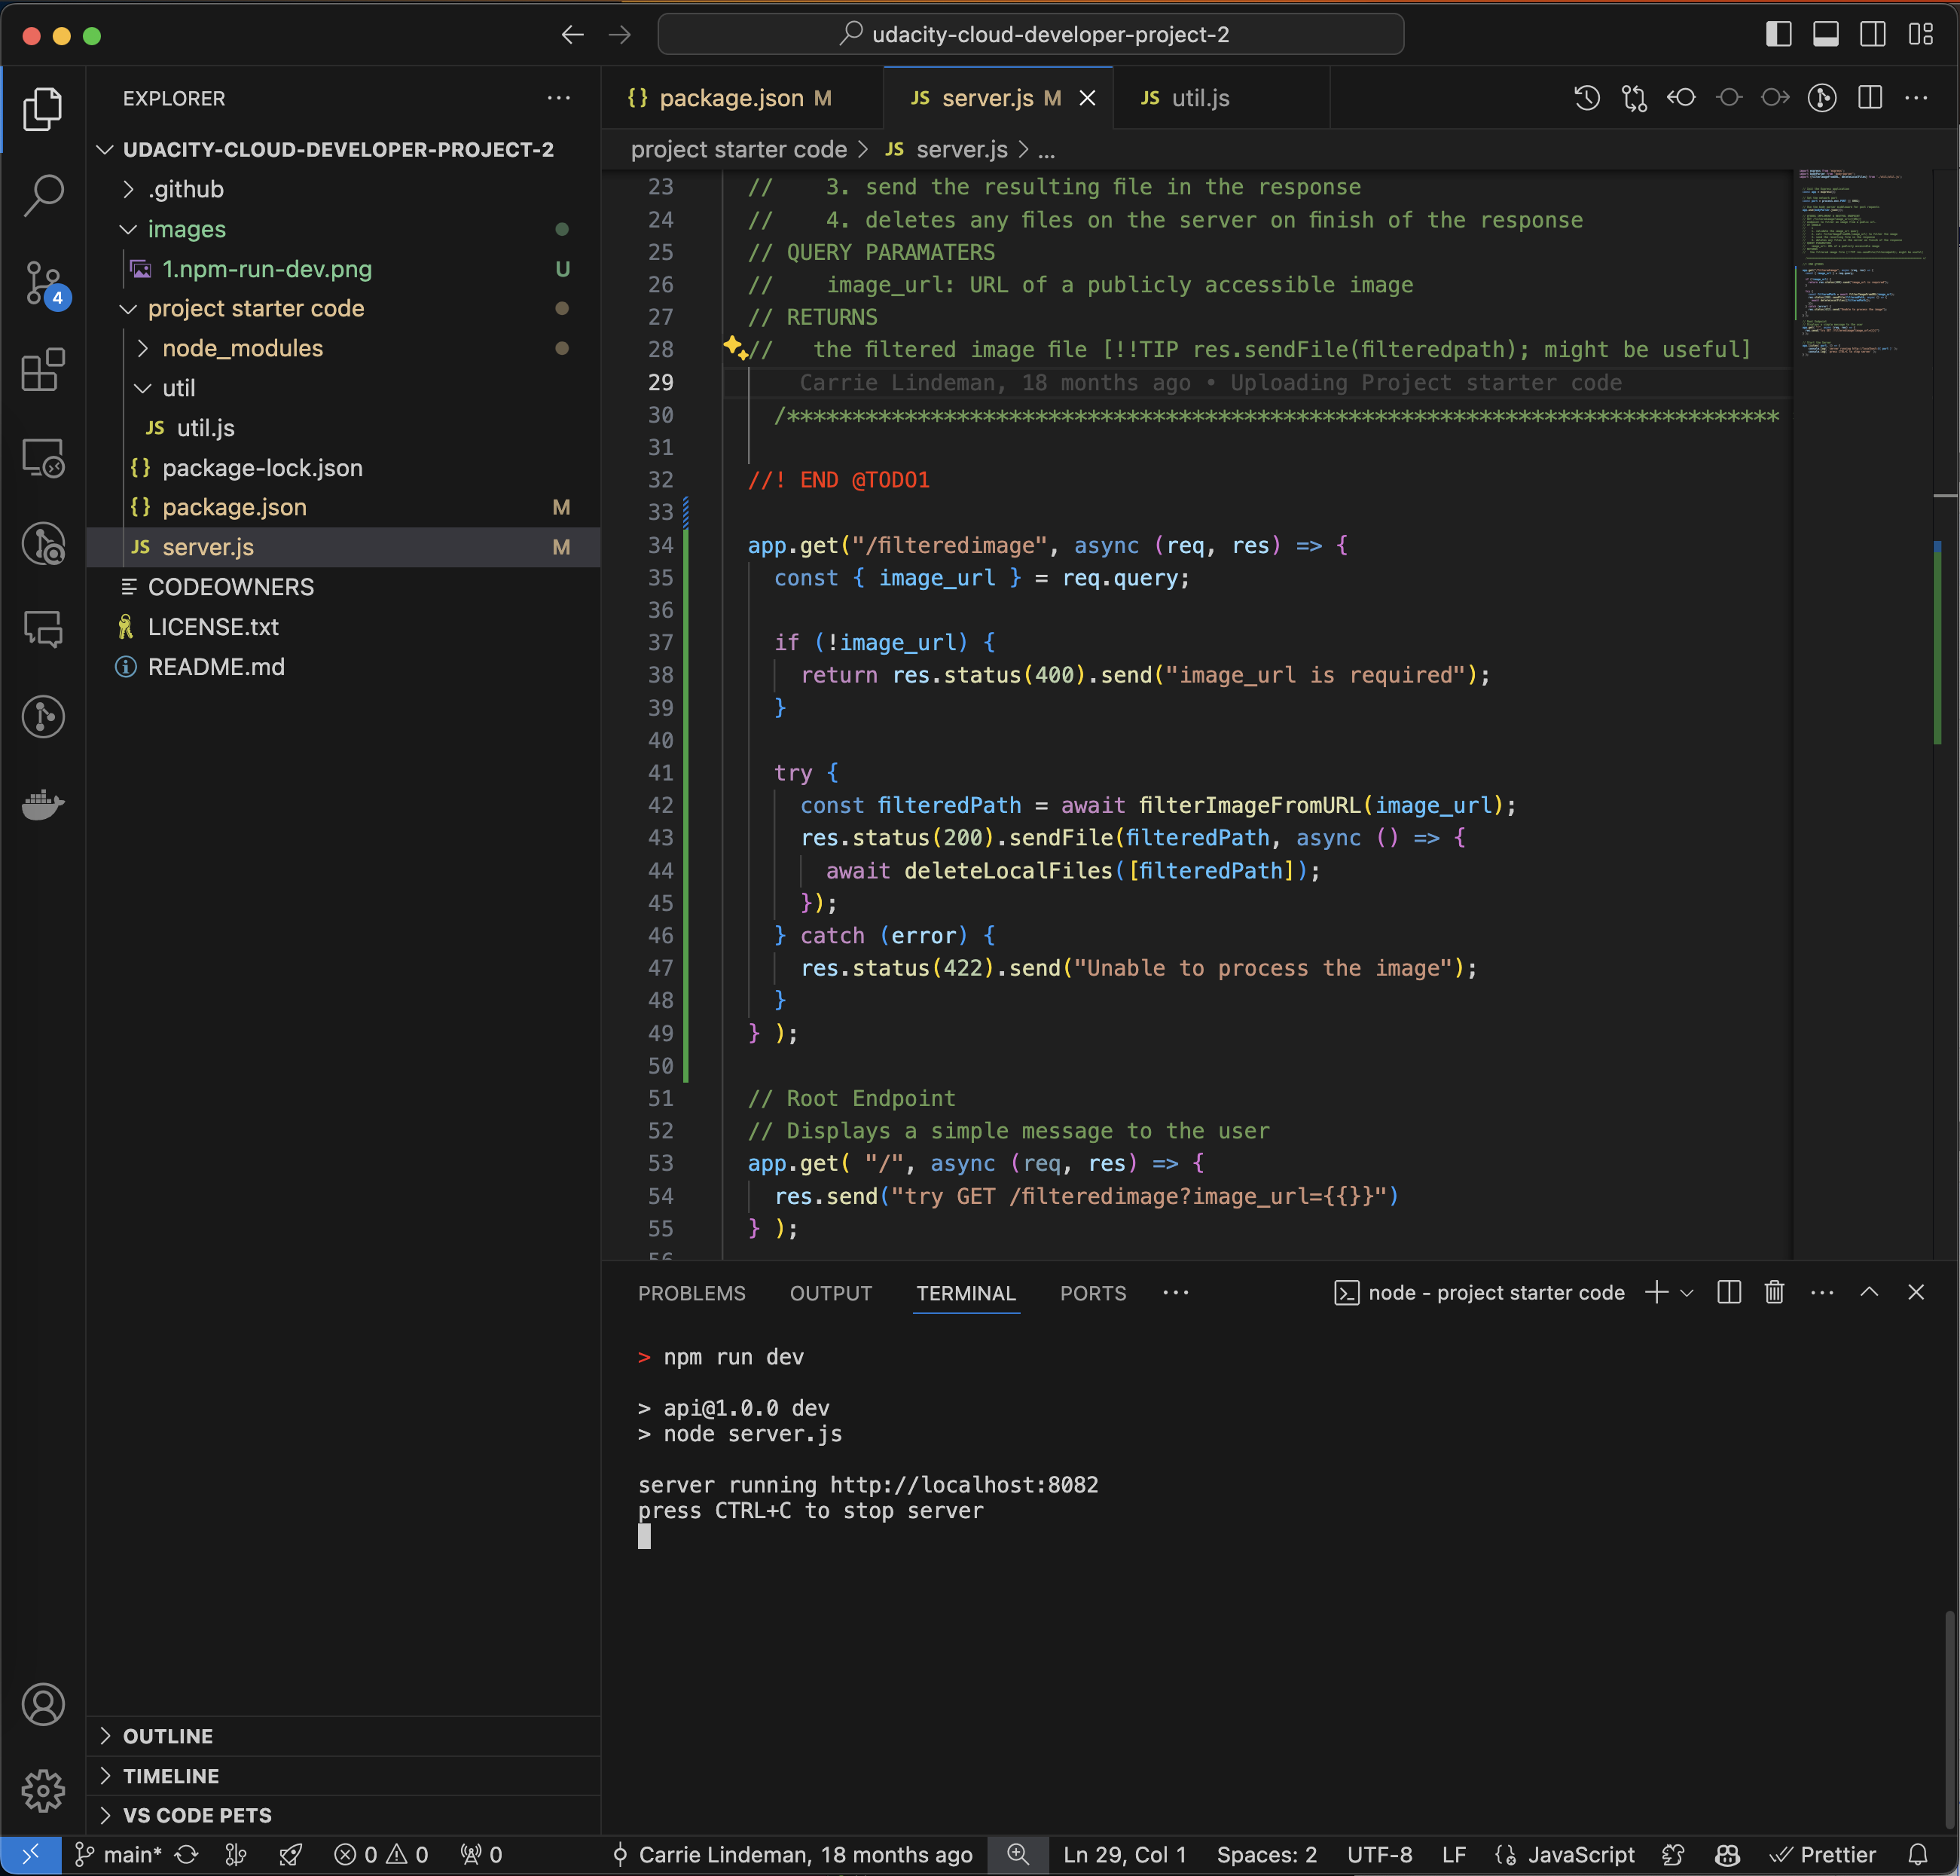 udacity-cloud-developer-project-2
EXPLORER
UDACITY-CLOUD-DEVELOPER-PROJECT-2
.github
images
1.npm-run-dev.png U
project starter code
node_modules
util
JS util.js
{} package-lock.json
{} package.json M
JS server.js M
CODEOWNERS
LICENSE.txt
README.md
OUTLINE
TIMELINE
VS CODE PETS
4
{} package.json M
JS server.js M
JS util.js
project starter code > JS server.js > ...
23 //    3. send the resulting file in the response
24 //    4. deletes any files on the server on finish of the response
25 // QUERY PARAMATERS
26 //    image_url: URL of a publicly accessible image
27 // RETURNS
28 //   the filtered image file [!!TIP res.sendFile(filteredpath); might be useful]
29 Carrie Lindeman, 18 months ago • Uploading Project starter code
30 /*****************************************************************************
31
32 //! END @TODO1
33
34 app.get("/filteredimage", async (req, res) => {
35 const { image_url } = req.query;
36
37 if (!image_url) {
38 return res.status(400).send("image_url is required");
39 }
40
41 try {
42 const filteredPath = await filterImageFromURL(image_url);
43 res.status(200).sendFile(filteredPath, async () => {
44 await deleteLocalFiles([filteredPath]);
45 });
46 } catch (error) {
47 res.status(422).send("Unable to process the image");
48 }
49 } );
50
51 // Root Endpoint
52 // Displays a simple message to the user
53 app.get( "/", async (req, res) => {
54 res.send("try GET /filteredimage?image_url={{}}")
55 } );
56
PROBLEMS OUTPUT TERMINAL PORTS ··· node - project starter code
> npm run dev
> api@1.0.0 dev
> node server.js
server running http://localhost:8082
press CTRL+C to stop server
main* 0 0 0 Carrie Lindeman, 18 months ago Ln 29, Col 1 Spaces: 2 UTF-8 LF {} JavaScript Prettier